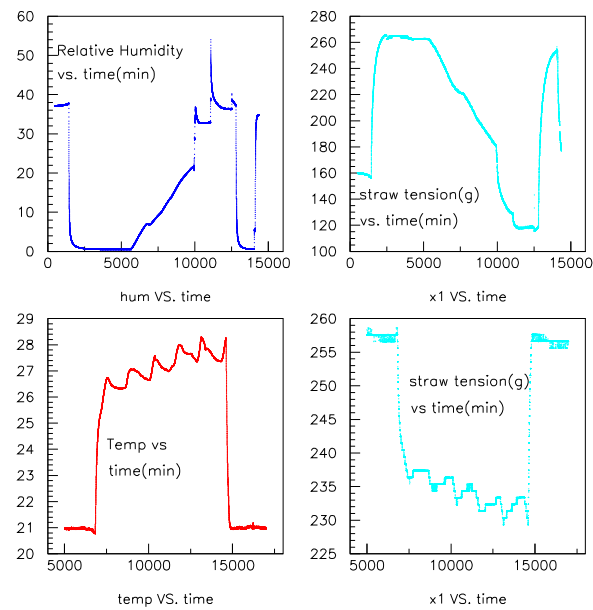 60
50
40
30
20
10
0
Relative Humidity
vs. time(min)
0 5000 10000 15000
hum VS. time
280
260
240
220
200
180
160
140
120
100
straw tension(g)
vs. time(min)
0 5000 10000 15000
x1 VS. time
29
28
27
26
25
24
23
22
21
20
Temp vs
time(min)
5000 10000 15000
temp VS. time
260
255
250
245
240
235
230
225
straw tension(g)
vs time(min)
5000 10000 15000
x1 VS. time